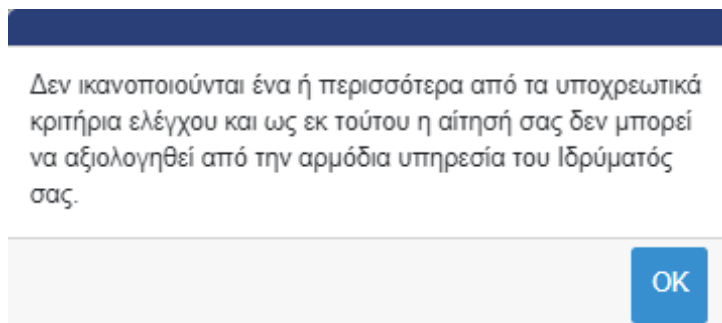 Δεν ικανοποιούνται ένα ή περισσότερα από τα υποχρεωτικά
κριτήρια ελέγχου και ως εκ τούτου η αίτησή σας δεν μπορεί
να αξιολογηθεί από την αρμόδια υπηρεσία του Ιδρύματός
σας.
OK